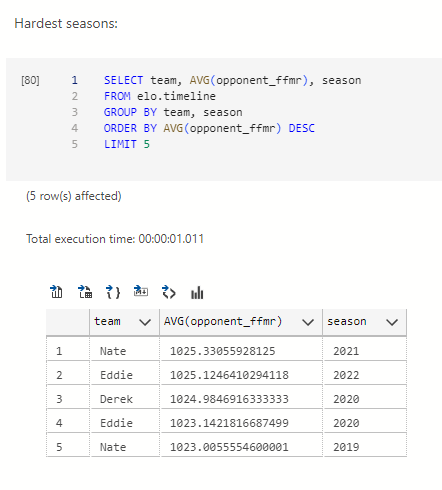 Hardest seasons:
[80]
1 SELECT team, AVG(opponent_ffmr), season
2 FROM elo.timeline
3 GROUP BY team, season
4 ORDER BY AVG(opponent_ffmr) DESC
5 LIMIT 5
(5 row(s) affected)
Total execution time: 00:00:01.011
team AVG(opponent_ffmr) season
1 Nate 1025.33055928125 2021
2 Eddie 1025.1246410294118 2022
3 Derek 1024.9846916333333 2020
4 Eddie 1023.1421816687499 2020
5 Nate 1023.0055554600001 2019